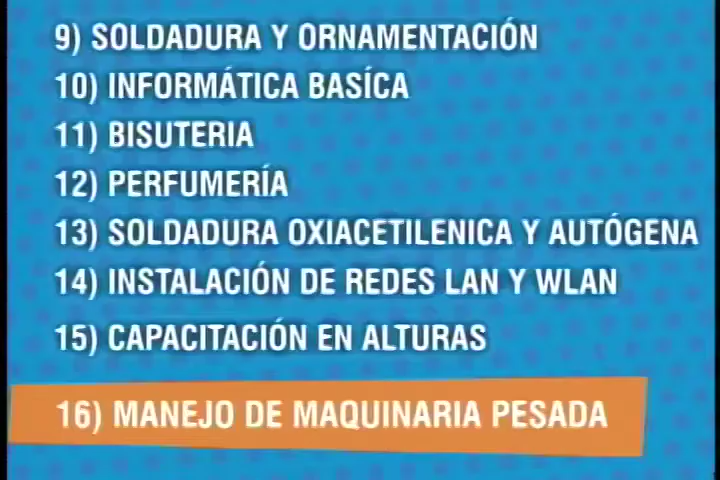 9) SOLDADURA Y ORNAMENTACIÓN
10) INFORMÁTICA BASÍCA
11) BISUTERIA
12) PERFUMERÍA
13) SOLDADURA OXIACETILENICA Y AUTÓGENA
14) INSTALACIÓN DE REDES LAN Y WLAN
15) CAPACITACIÓN EN ALTURAS
16) MANEJO DE MAQUINARIA PESADA